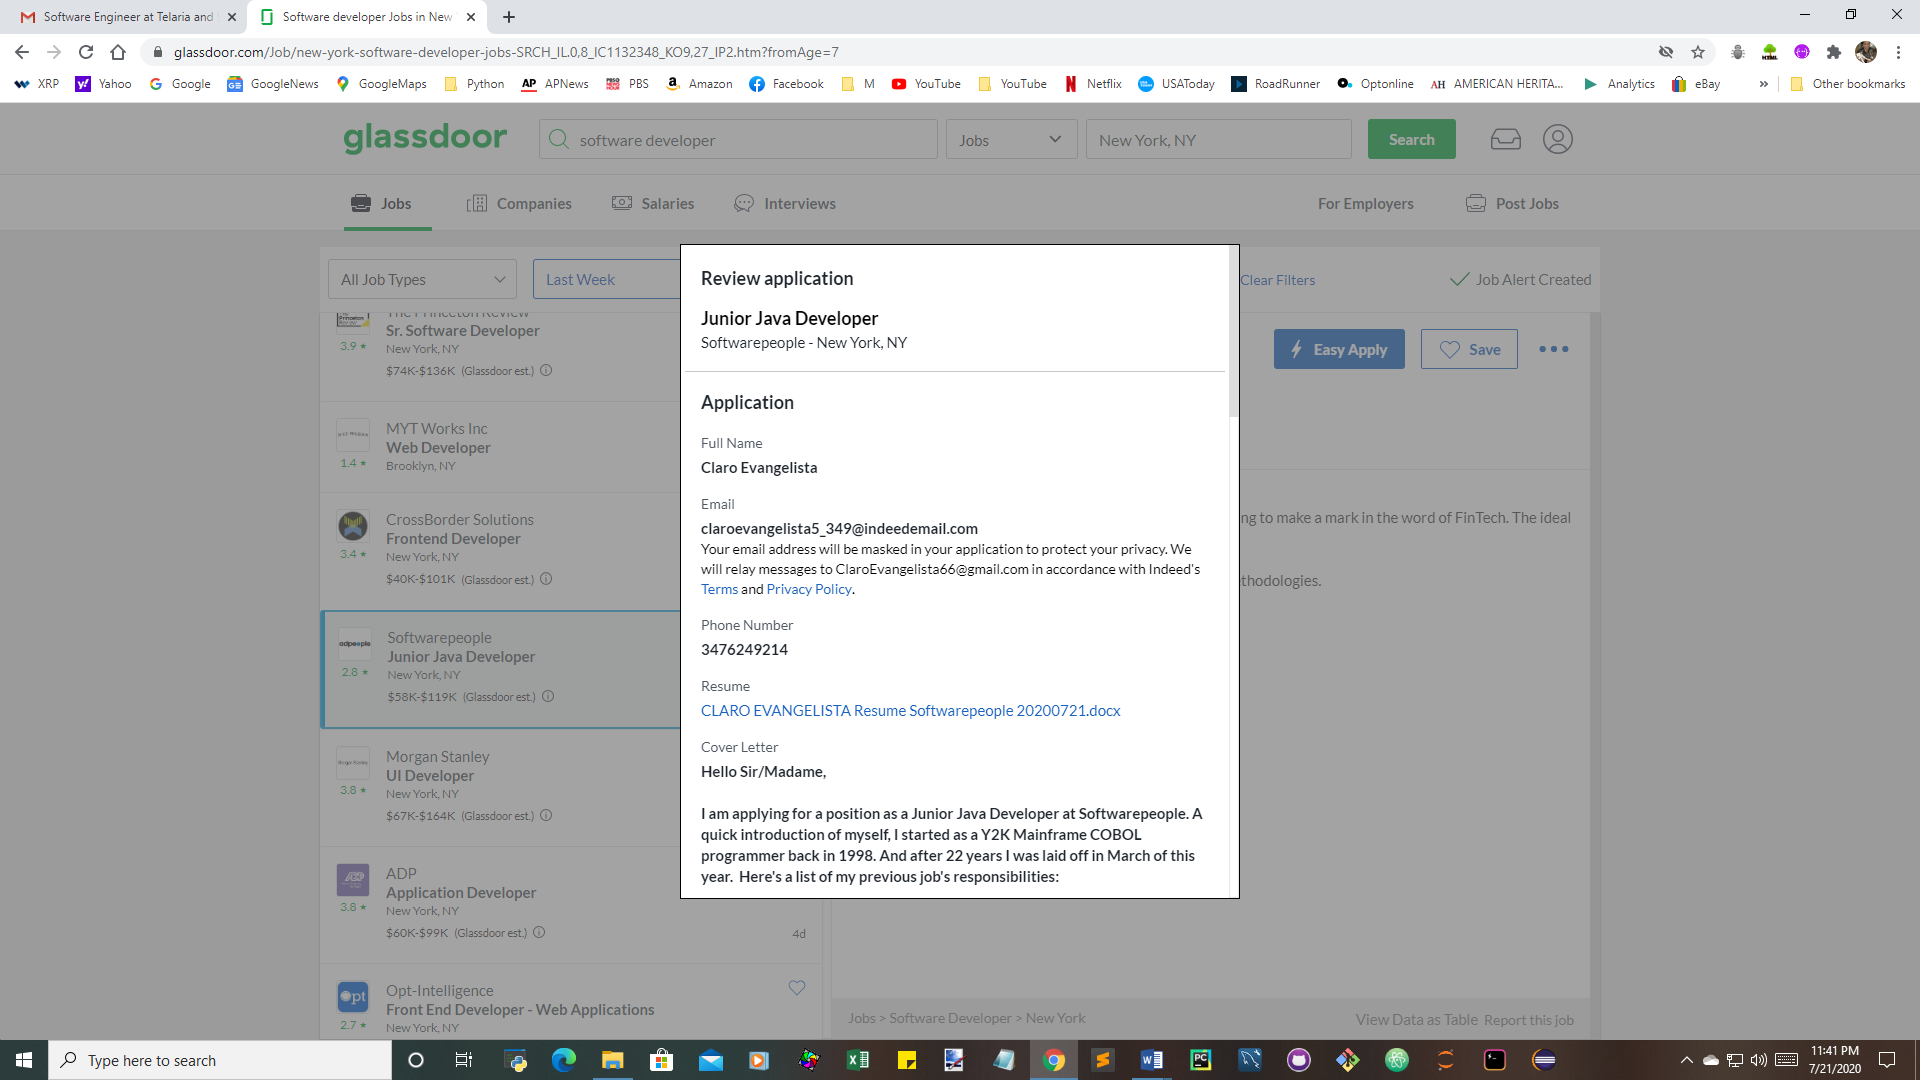 Software Engineer at Telaria and
Software developer Jobs in New
glassdoor.com/Job/new-york-software-developer-jobs-SRCH_IL.0,8_IC1132348_KO9,27_IP2.htm?fromAge=7
XRP Yahoo Google GoogleNews GoogleMaps Python APNews PBS Amazon Facebook M YouTube YouTube Netflix USAToday RoadRunner Optonline AMERICAN HERITA... Analytics eBay » Other bookmarks
glassdoor software developer Jobs New York, NY Search
Jobs Companies Salaries Interviews For Employers Post Jobs
All Job Types Last Week Clear Filters Job Alert Created
The Princeton Review
Sr. Software Developer
3.9 ★ New York, NY
$74K-$136K (Glassdoor est.)
MYT Works Inc
Web Developer
1.4 ★ Brooklyn, NY
CrossBorder Solutions
Frontend Developer
3.4 ★ New York, NY
$40K-$101K (Glassdoor est.)
adpeople
Softwarepeople
Junior Java Developer
2.8 ★ New York, NY
$58K-$119K (Glassdoor est.)
Morgan Stanley
UI Developer
3.8 ★ New York, NY
$67K-$164K (Glassdoor est.)
ADP
Application Developer
3.8 ★ New York, NY
$60K-$99K (Glassdoor est.) 4d
Opt-Intelligence
Front End Developer - Web Applications
2.7 ★ New York, NY
Review application
Junior Java Developer
Softwarepeople - New York, NY
Application
Full Name
Claro Evangelista
Email
claroevangelista5_349@indeedemail.com
Your email address will be masked in your application to protect your privacy. We
will relay messages to ClaroEvangelista66@gmail.com in accordance with Indeed's
Terms and Privacy Policy.
Phone Number
3476249214
Resume
CLARO EVANGELISTA Resume Softwarepeople 20200721.docx
Cover Letter
Hello Sir/Madame,
I am applying for a position as a Junior Java Developer at Softwarepeople. A
quick introduction of myself, I started as a Y2K Mainframe COBOL
programmer back in 1998. And after 22 years I was laid off in March of this
year. Here's a list of my previous job's responsibilities:
Easy Apply Save
ng to make a mark in the word of FinTech. The ideal
thodologies.
Jobs > Software Developer > New York View Data as Table Report this job
Type here to search
11:41 PM
7/21/2020